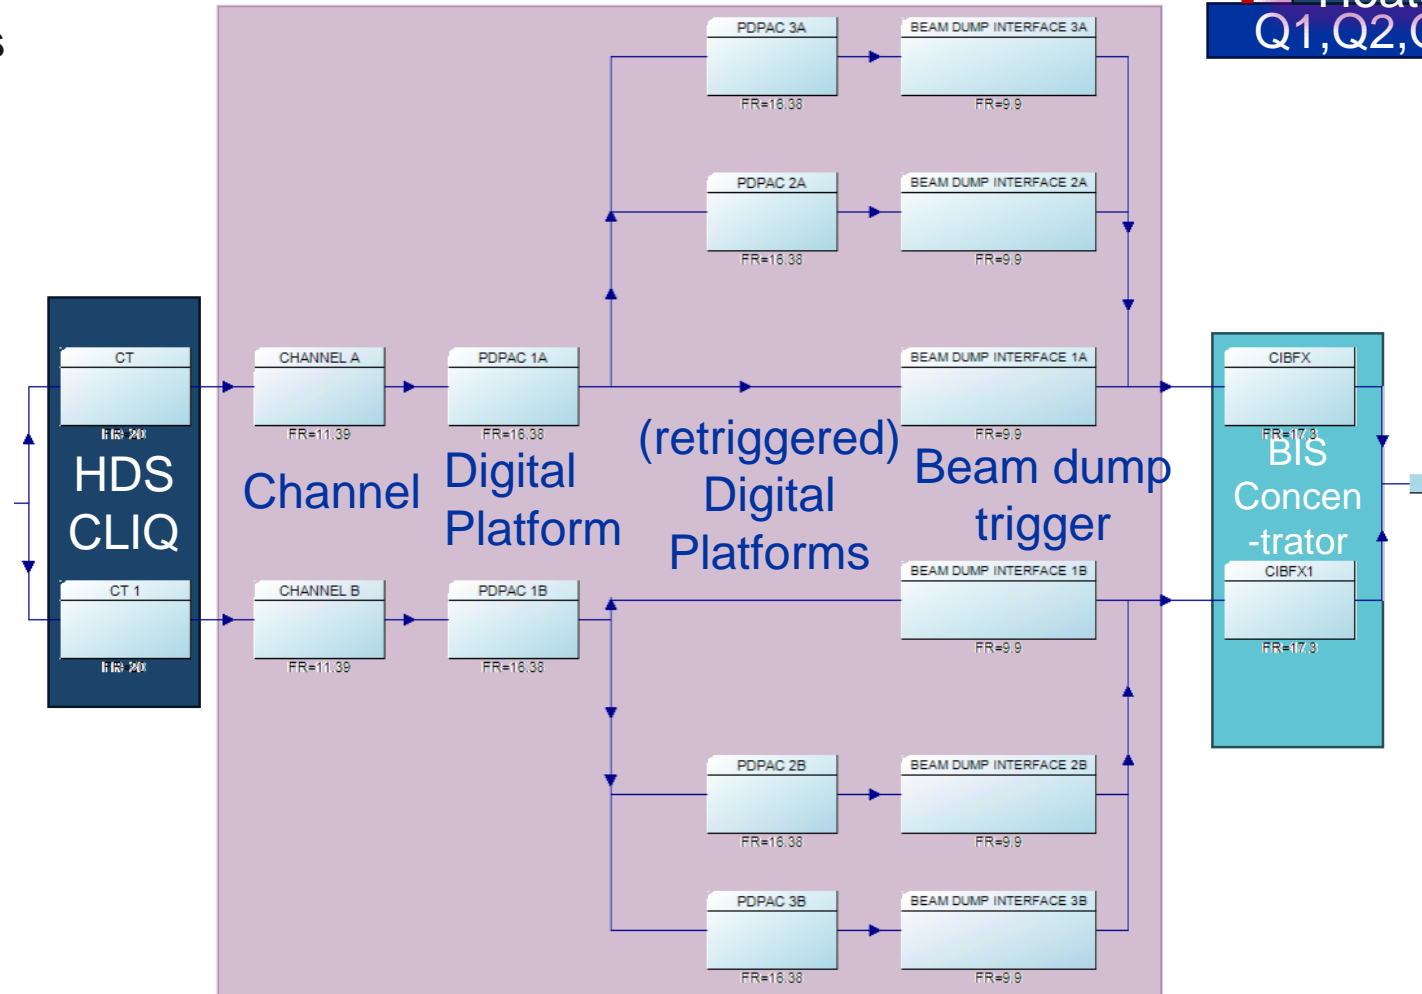 s
Q1,Q2,
PDPAC 3A
FR=16.38
BEAM DUMP INTERFACE 3A
FR=9.9
PDPAC 2A
FR=16.38
BEAM DUMP INTERFACE 2A
FR=9.9
CT
FR=20
CHANNEL A
FR=11.39
PDPAC 1A
FR=16.38
BEAM DUMP INTERFACE 1A
FR=9.9
CIBFX
FR=17.3
HDS
CLIQ
Channel
Digital
Platform
(retriggered)
Digital
Platforms
Beam dump
trigger
BIS
Concen
-trator
CT 1
FR=20
CHANNEL B
FR=11.39
PDPAC 1B
FR=16.38
BEAM DUMP INTERFACE 1B
FR=9.9
CIBFX1
FR=17.3
PDPAC 2B
FR=16.38
BEAM DUMP INTERFACE 2B
FR=9.9
PDPAC 3B
FR=16.38
BEAM DUMP INTERFACE 3B
FR=9.9